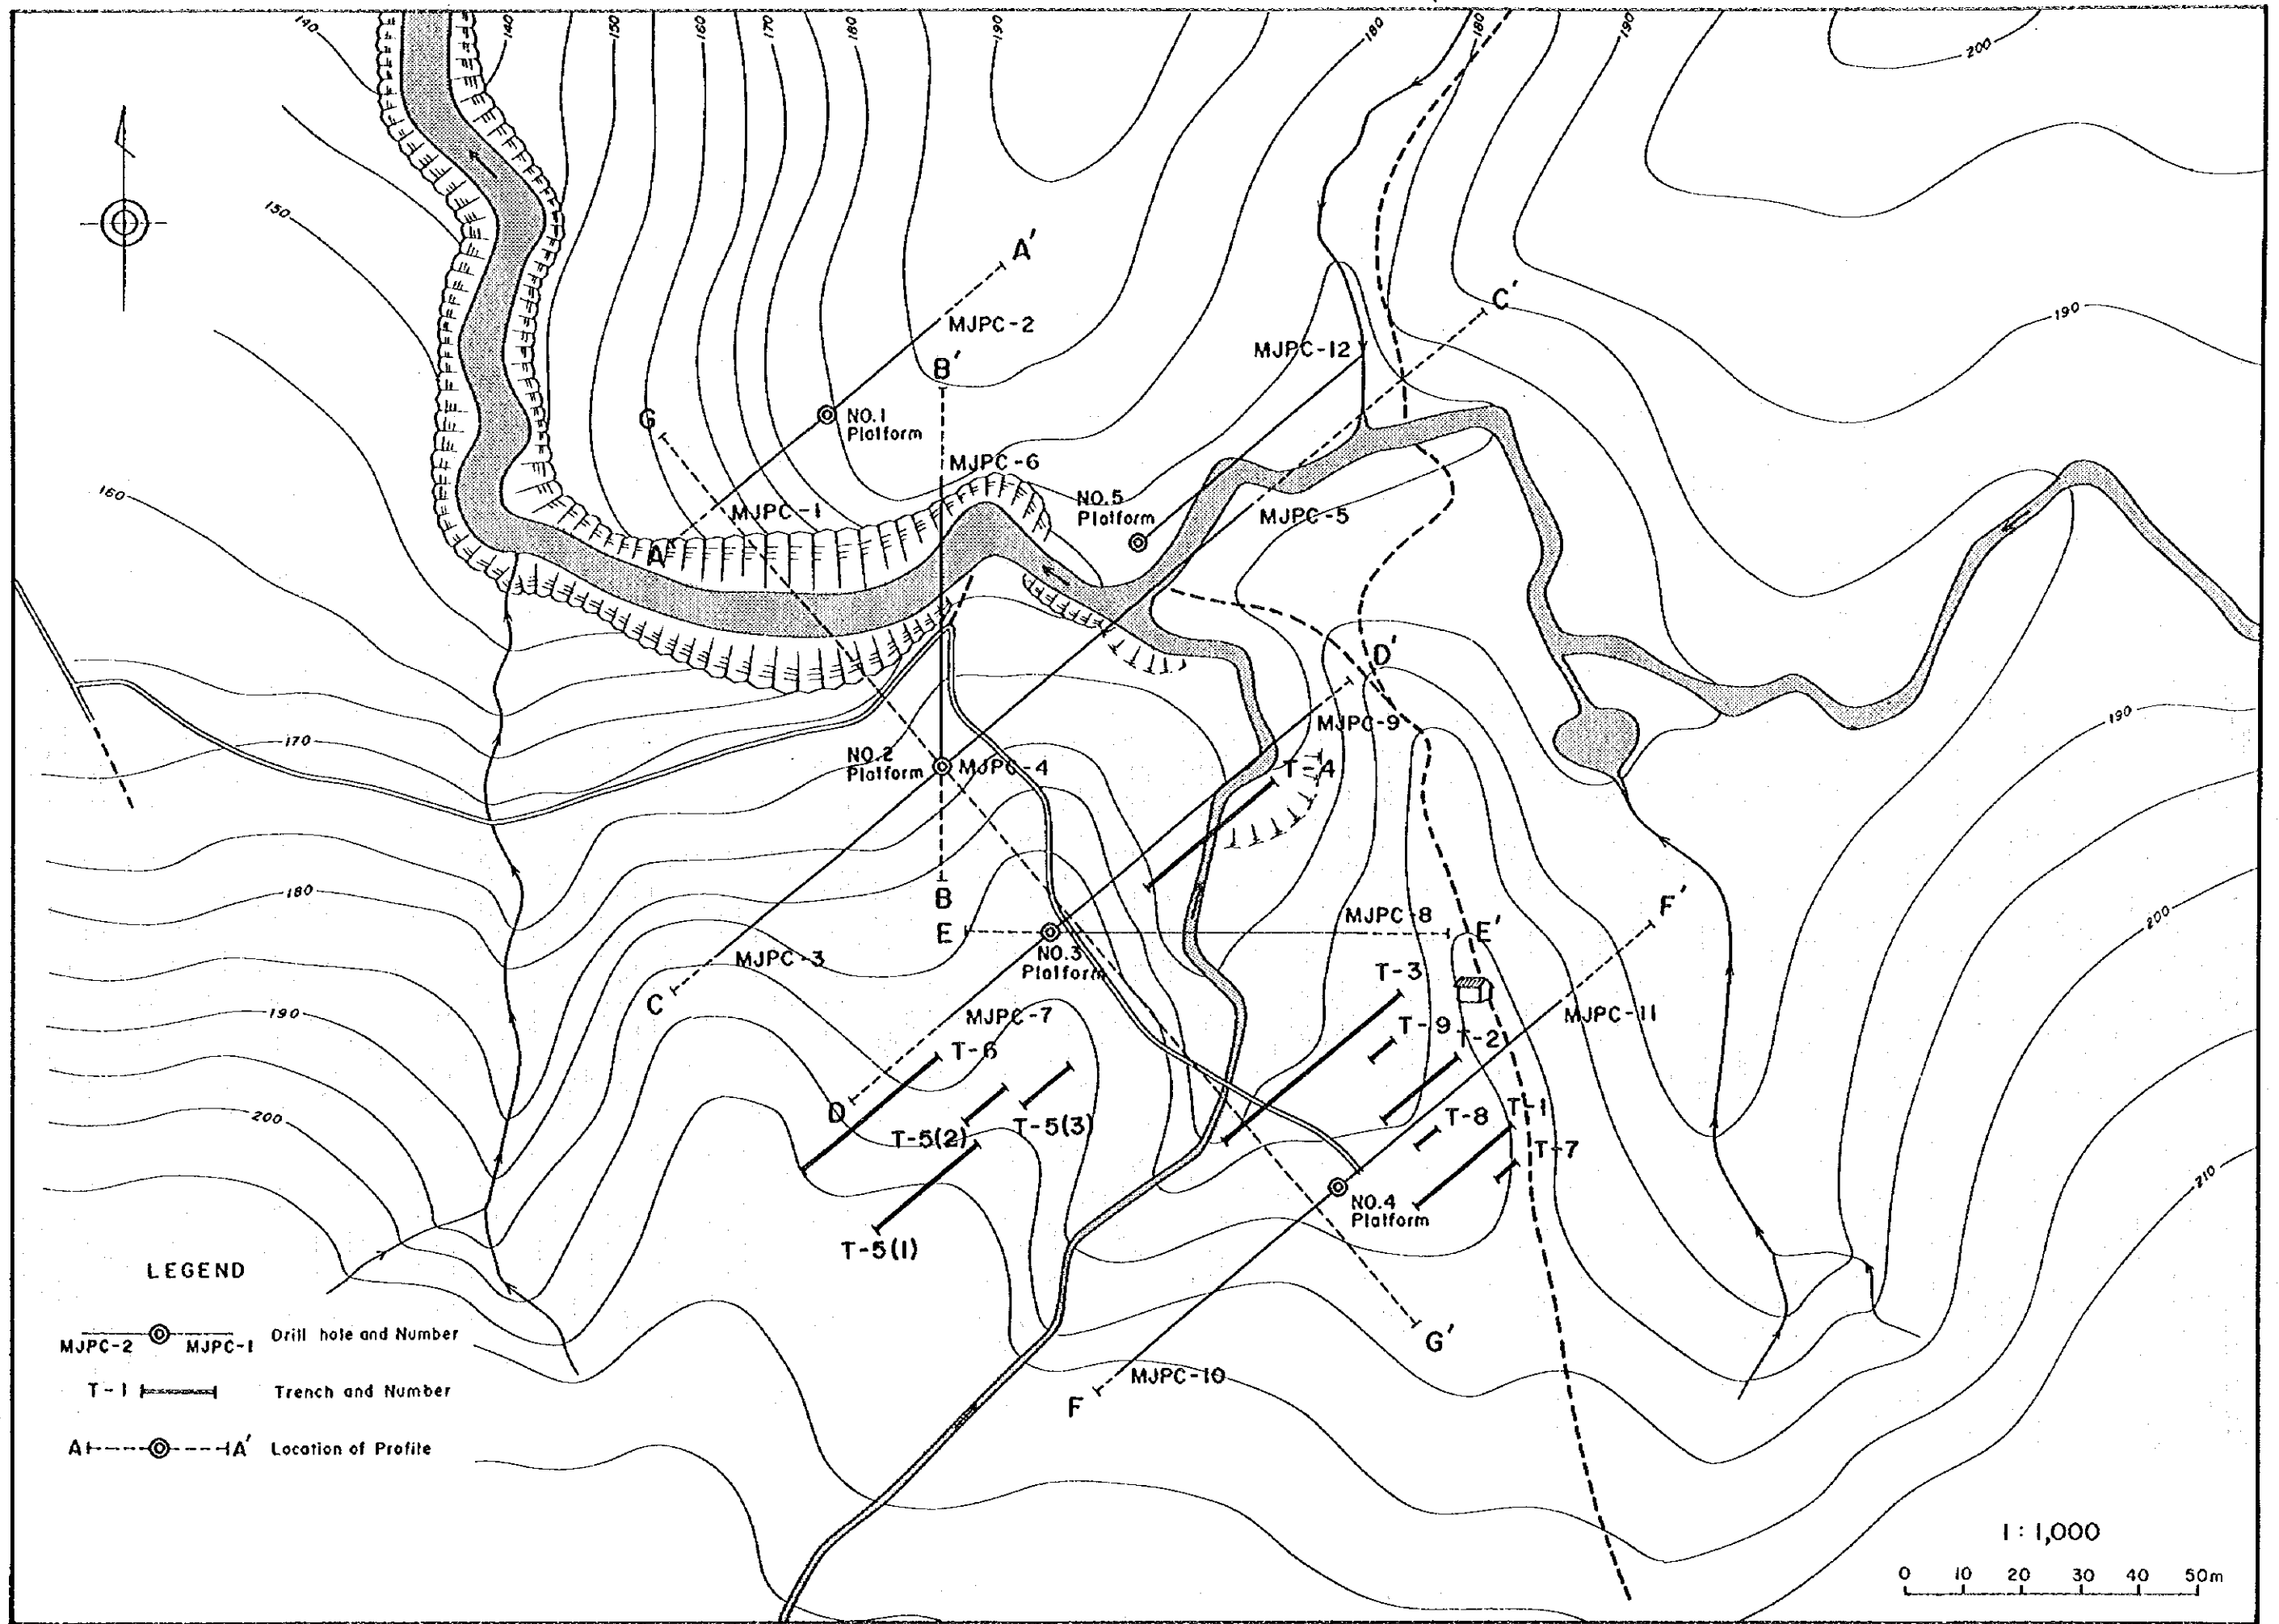 140
140
150
160
170
180
190
180
180
190
200
150
A'
C'
190
MJPC-2
MJPC-12
B'
G
NO.1
Platform
MJPC-6
160
NO.5
Platform
MJPC-1
MJPC-5
A
D'
MJPC-9
190
170
NO.2
Platform
MJPC-4
T-4
180
B
F'
200
E
MJPC-8
E'
MJPC-3
NO.3
Platform
T-3
C
190
MJPC-7
T-9
MJPC-11
T-2
T-6
D
200
T-5(2)
T-5(3)
T-8
T-1
T-7
210
NO.4
Platform
T-5(1)
G'
MJPC-10
F
LEGEND
MJPC-2 MJPC-1 Drill hole and Number
T-1 Trench and Number
A A' Location of Profile
1:1,000
0 10 20 30 40 50m